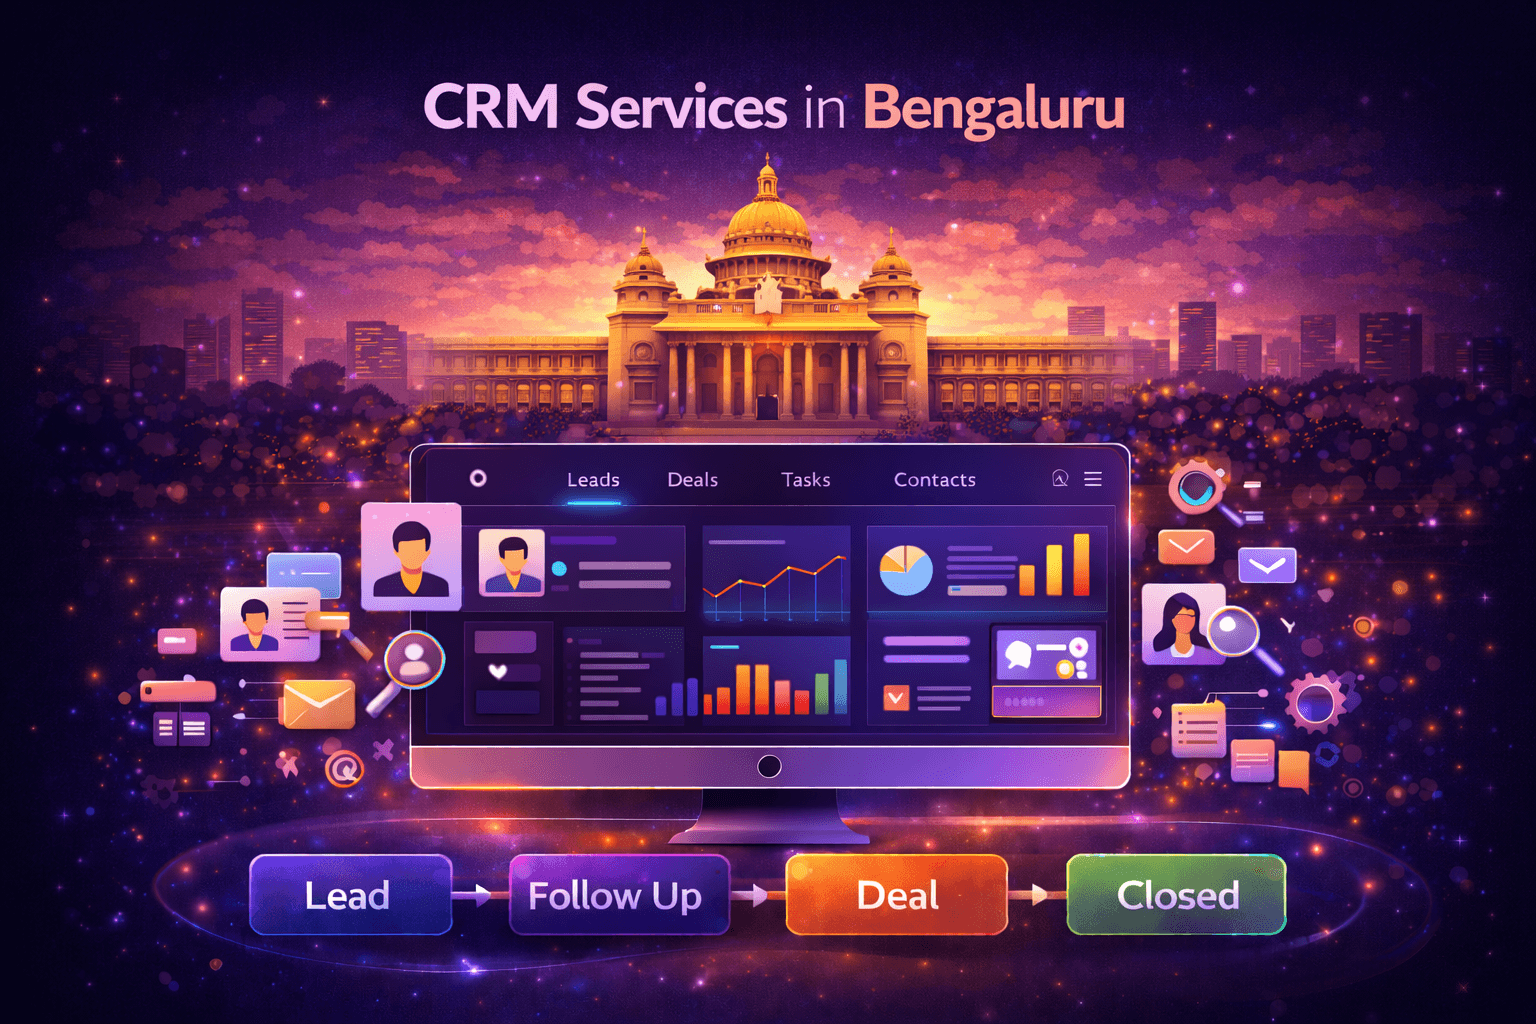 CRM Services in Bengaluru
Leads Deals Tasks Contacts
Lead Follow Up Deal Closed